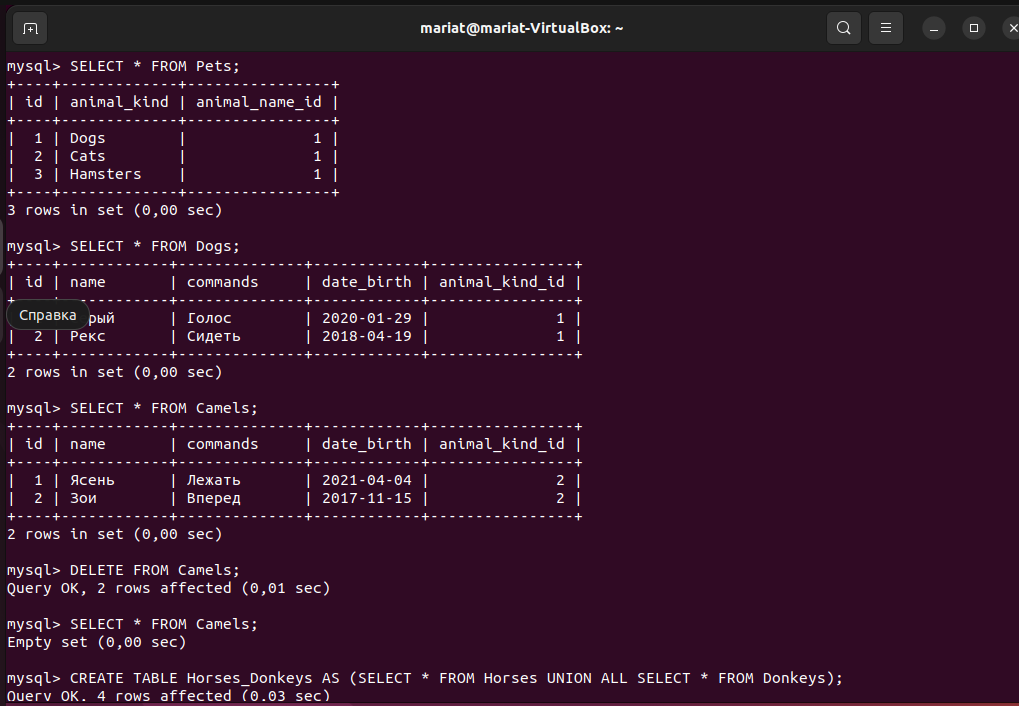 mariat@mariat-VirtualBox: ~
mysql> SELECT * FROM Pets;
+----+-------------+----------------+
| id | animal_kind | animal_name_id |
+----+-------------+----------------+
|  1 | Dogs        |              1 |
|  2 | Cats        |              1 |
|  3 | Hamsters    |              1 |
+----+-------------+----------------+
3 rows in set (0,00 sec)
mysql> SELECT * FROM Dogs;
+----+------------+--------------+------------+----------------+
| id | name       | commands     | date_birth | animal_kind_id |
+----+------------+--------------+------------+----------------+
Справка
рый    | Голос        | 2020-01-29 |              1 |
|  2 | Рекс       | Сидеть       | 2018-04-19 |              1 |
+----+------------+--------------+------------+----------------+
2 rows in set (0,00 sec)
mysql> SELECT * FROM Camels;
+----+------------+--------------+------------+----------------+
| id | name       | commands     | date_birth | animal_kind_id |
+----+------------+--------------+------------+----------------+
|  1 | Ясень      | Лежать       | 2021-04-04 |              2 |
|  2 | Зои        | Вперед       | 2017-11-15 |              2 |
+----+------------+--------------+------------+----------------+
2 rows in set (0,00 sec)
mysql> DELETE FROM Camels;
Query OK, 2 rows affected (0,01 sec)
mysql> SELECT * FROM Camels;
Empty set (0,00 sec)
mysql> CREATE TABLE Horses_Donkeys AS (SELECT * FROM Horses UNION ALL SELECT * FROM Donkeys);
Query OK, 4 rows affected (0,03 sec)